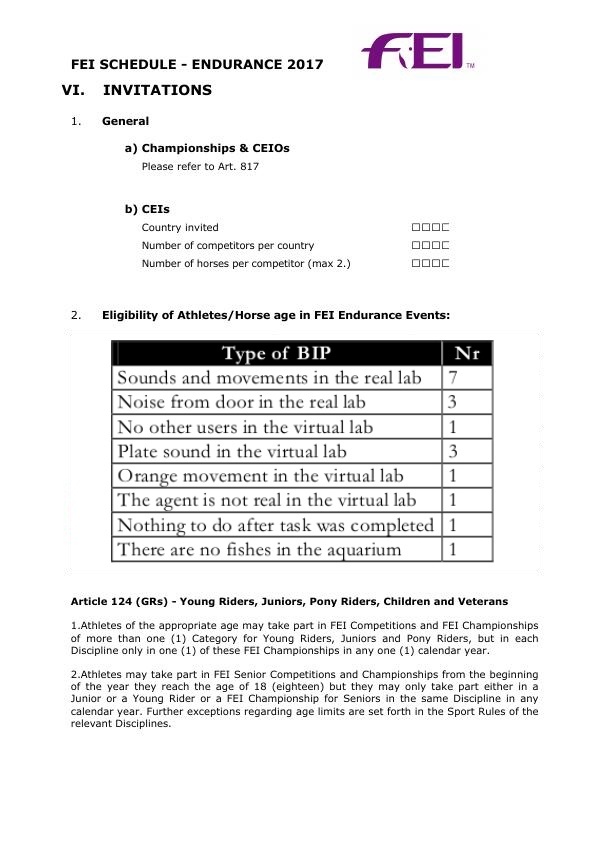 FEI
TM
FEI SCHEDULE - ENDURANCE 2017
VI. INVITATIONS
1. General
a) Championships & CEIOs
Please refer to Art. 817
b) CEIs
Country invited □□□□
Number of competitors per country □□□□
Number of horses per competitor (max 2.) □□□□
2. Eligibility of Athletes/Horse age in FEI Endurance Events:
Type of BIP Nr
Sounds and movements in the real lab 7
Noise from door in the real lab 3
No other users in the virtual lab 1
Plate sound in the virtual lab 3
Orange movement in the virtual lab 1
The agent is not real in the virtual lab 1
Nothing to do after task was completed 1
There are no fishes in the aquarium 1
Article 124 (GRs) - Young Riders, Juniors, Pony Riders, Children and Veterans
1.Athletes of the appropriate age may take part in FEI Competitions and FEI Championships
of more than one (1) Category for Young Riders, Juniors and Pony Riders, but in each
Discipline only in one (1) of these FEI Championships in any one (1) calendar year.
2.Athletes may take part in FEI Senior Competitions and Championships from the beginning
of the year they reach the age of 18 (eighteen) but they may only take part either in a
Junior or a Young Rider or a FEI Championship for Seniors in the same Discipline in any
calendar year. Further exceptions regarding age limits are set forth in the Sport Rules of the
relevant Disciplines.